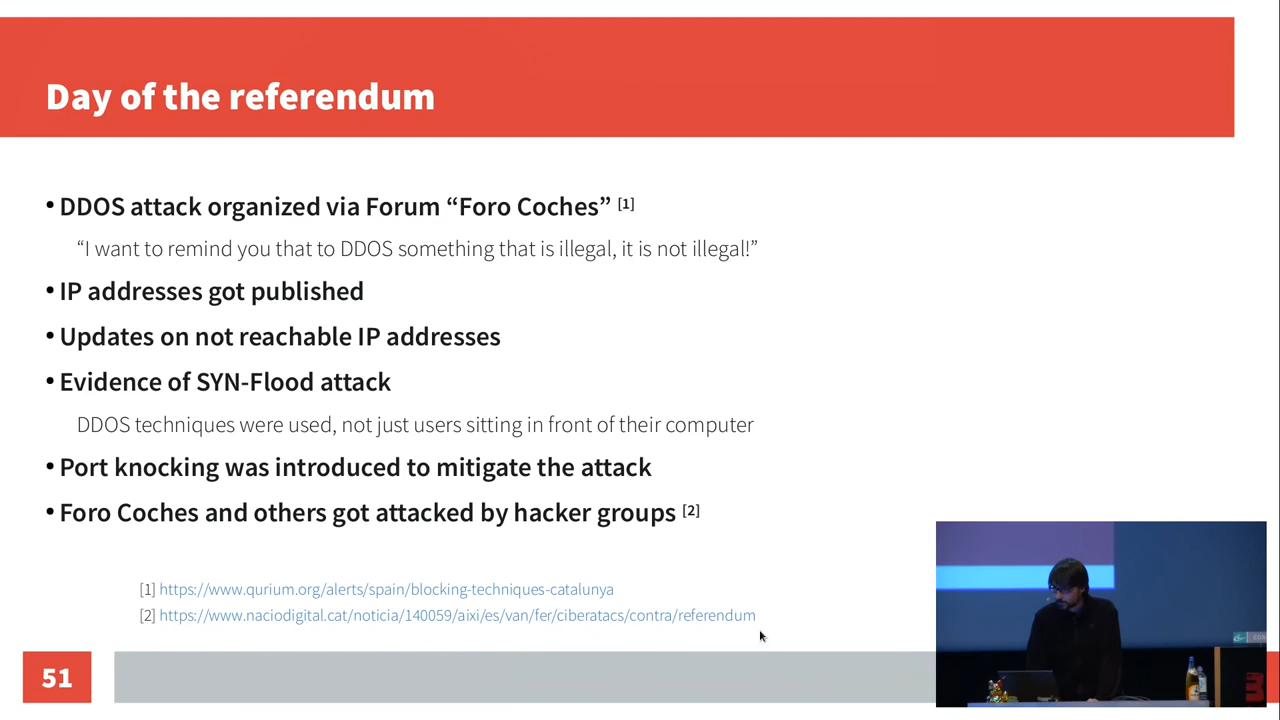 Day of the referendum
• DDOS attack organized via Forum “Foro Coches” [1]
“I want to remind you that to DDOS something that is illegal, it is not illegal!”
• IP addresses got published
• Updates on not reachable IP addresses
• Evidence of SYN-Flood attack
DDOS techniques were used, not just users sitting in front of their computer
• Port knocking was introduced to mitigate the attack
• Foro Coches and others got attacked by hacker groups [2]
[1] https://www.qurium.org/alerts/spain/blocking-techniques-catalunya
[2] https://www.naciodigital.cat/noticia/140059/aixi/es/van/fer/ciberatacs/contra/referendum
51